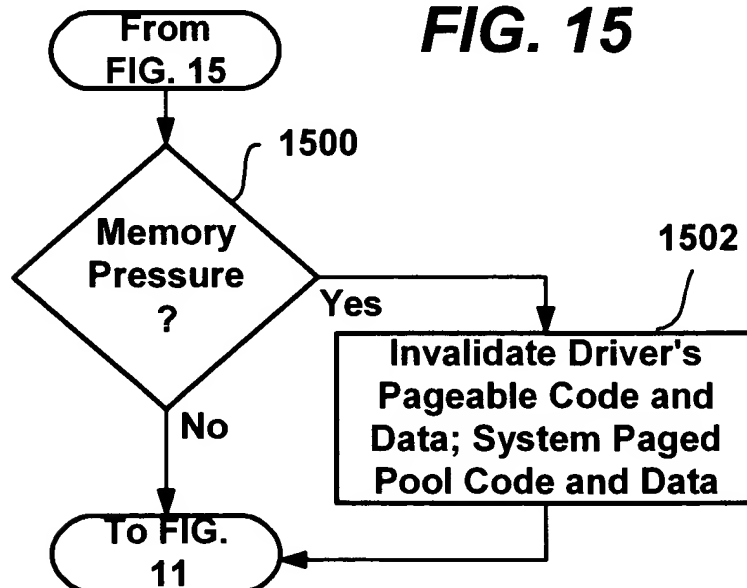 From
FIG. 15
FIG. 15
1500
Memory
Pressure
?
Yes
1502
Invalidate Driver's
Pageable Code and
Data; System Paged
Pool Code and Data
No
To FIG.
11